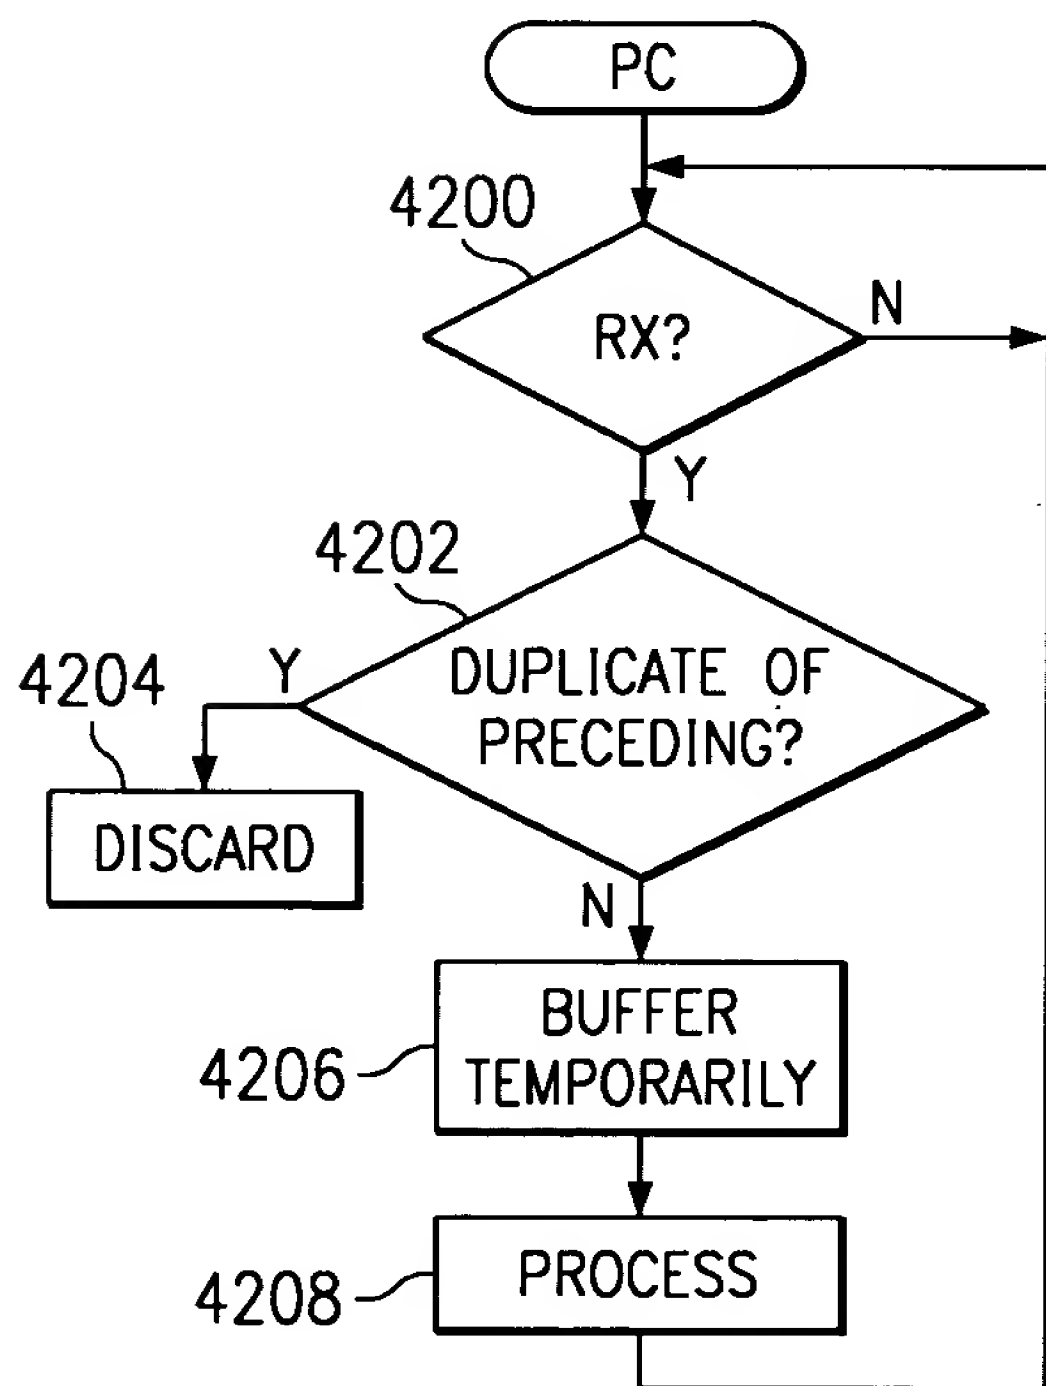 PC
4200
RX?
N
Y
4202
DUPLICATE OF
PRECEDING?
Y
4204
DISCARD
N
BUFFER
TEMPORARILY
4206
PROCESS
4208